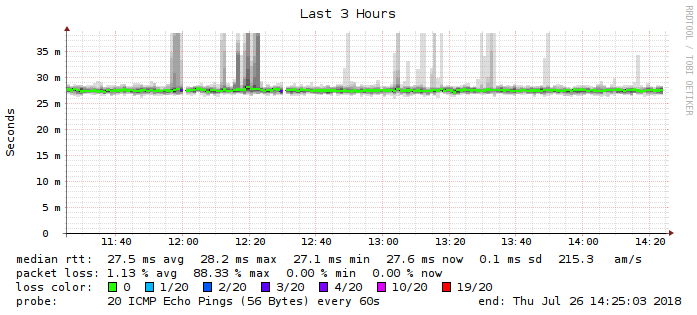 Last 3 Hours
RRDTOOL / TOBI OETIKER
Seconds
35 m
30 m
25 m
20 m
15 m
10 m
5 m
0
11:40 12:00 12:20 12:40 13:00 13:20 13:40 14:00 14:20
median rtt: 27.5 ms avg 28.2 ms max 27.1 ms min 27.6 ms now 0.1 ms sd 215.3 am/s
packet loss: 1.13 % avg 88.33 % max 0.00 % min 0.00 % now
loss color: 0 1/20 2/20 3/20 4/20 10/20 19/20
probe: 20 ICMP Echo Pings (56 Bytes) every 60s end: Thu Jul 26 14:25:03 2018